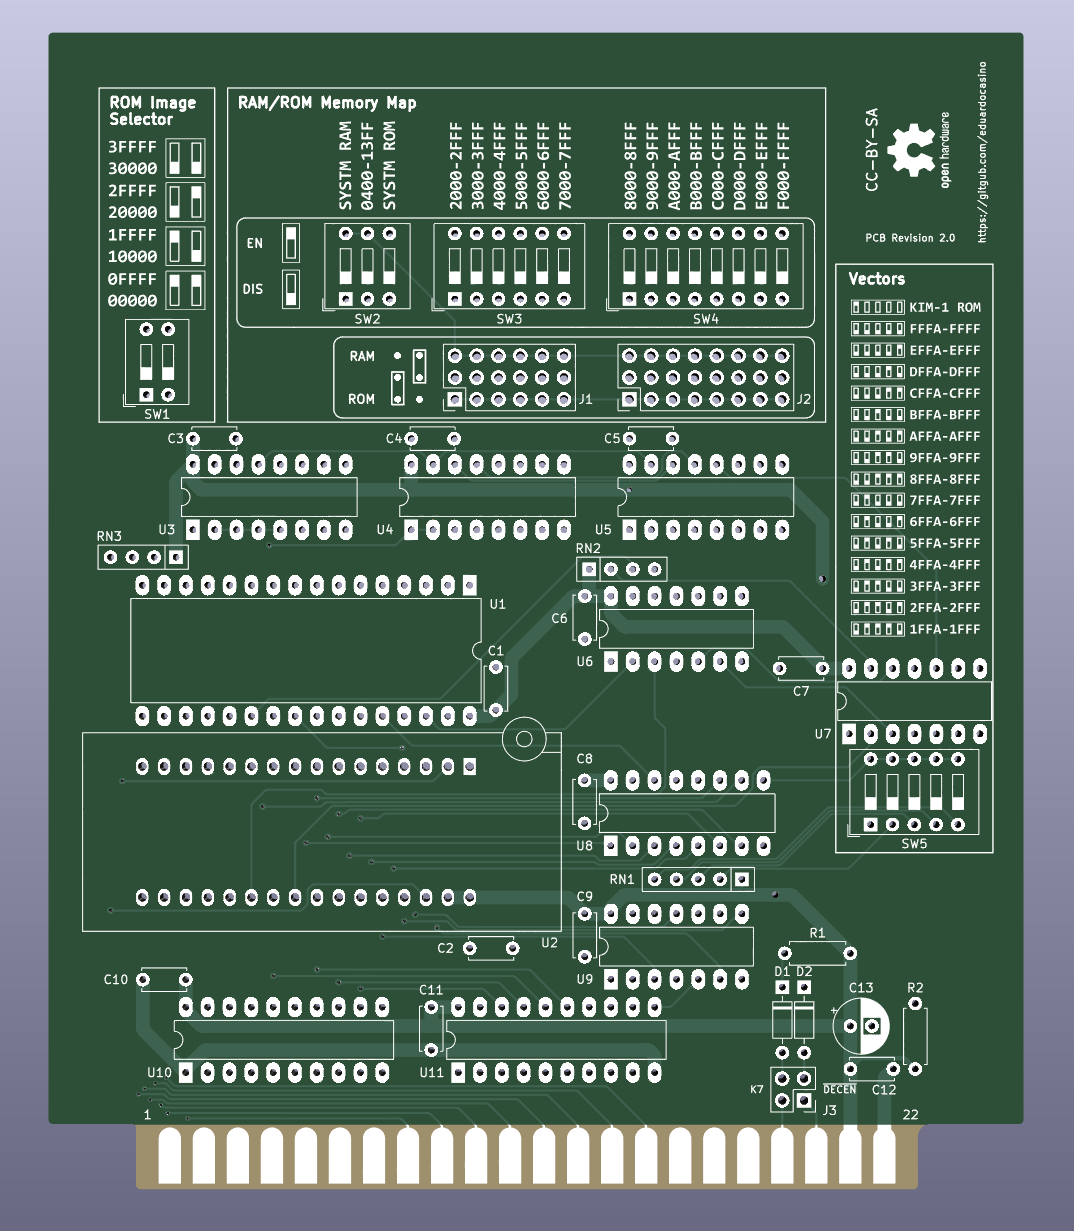 ROM Image
Selector
3FFFF
30000
2FFFF
20000
1FFFF
10000
0FFFF
00000
SW1
RAM/ROM Memory Map
SYSTM RAM
0400-13FF
SYSTM ROM
2000-2FFF
3000-3FFF
4000-4FFF
5000-5FFF
6000-6FFF
7000-7FFF
8000-8FFF
9000-9FFF
A000-AFFF
B000-BFFF
C000-CFFF
D000-DFFF
E000-EFFF
F000-FFFF
EN
DIS
SW2
SW3
SW4
RAM
ROM
J1
J2
CC-BY-SA
open hardware
https://gitgub.com/eduardocasino
PCB Revision 2.0
Vectors
KIM-1 ROM
FFFA-FFFF
EFFA-EFFF
DFFA-DFFF
CFFA-CFFF
BFFA-BFFF
AFFA-AFFF
9FFA-9FFF
8FFA-8FFF
7FFA-7FFF
6FFA-6FFF
5FFA-5FFF
4FFA-4FFF
3FFA-3FFF
2FFA-2FFF
1FFA-1FFF
C3
C4
C5
U3
U4
U5
RN3
RN2
U1
C6
C1
U6
C7
U7
C8
SW5
U8
RN1
C9
C2
U2
R1
U9
D1 D2
C10
C11
C13
R2
+
U10
U11
K7
DECEN
C12
J3
1
22